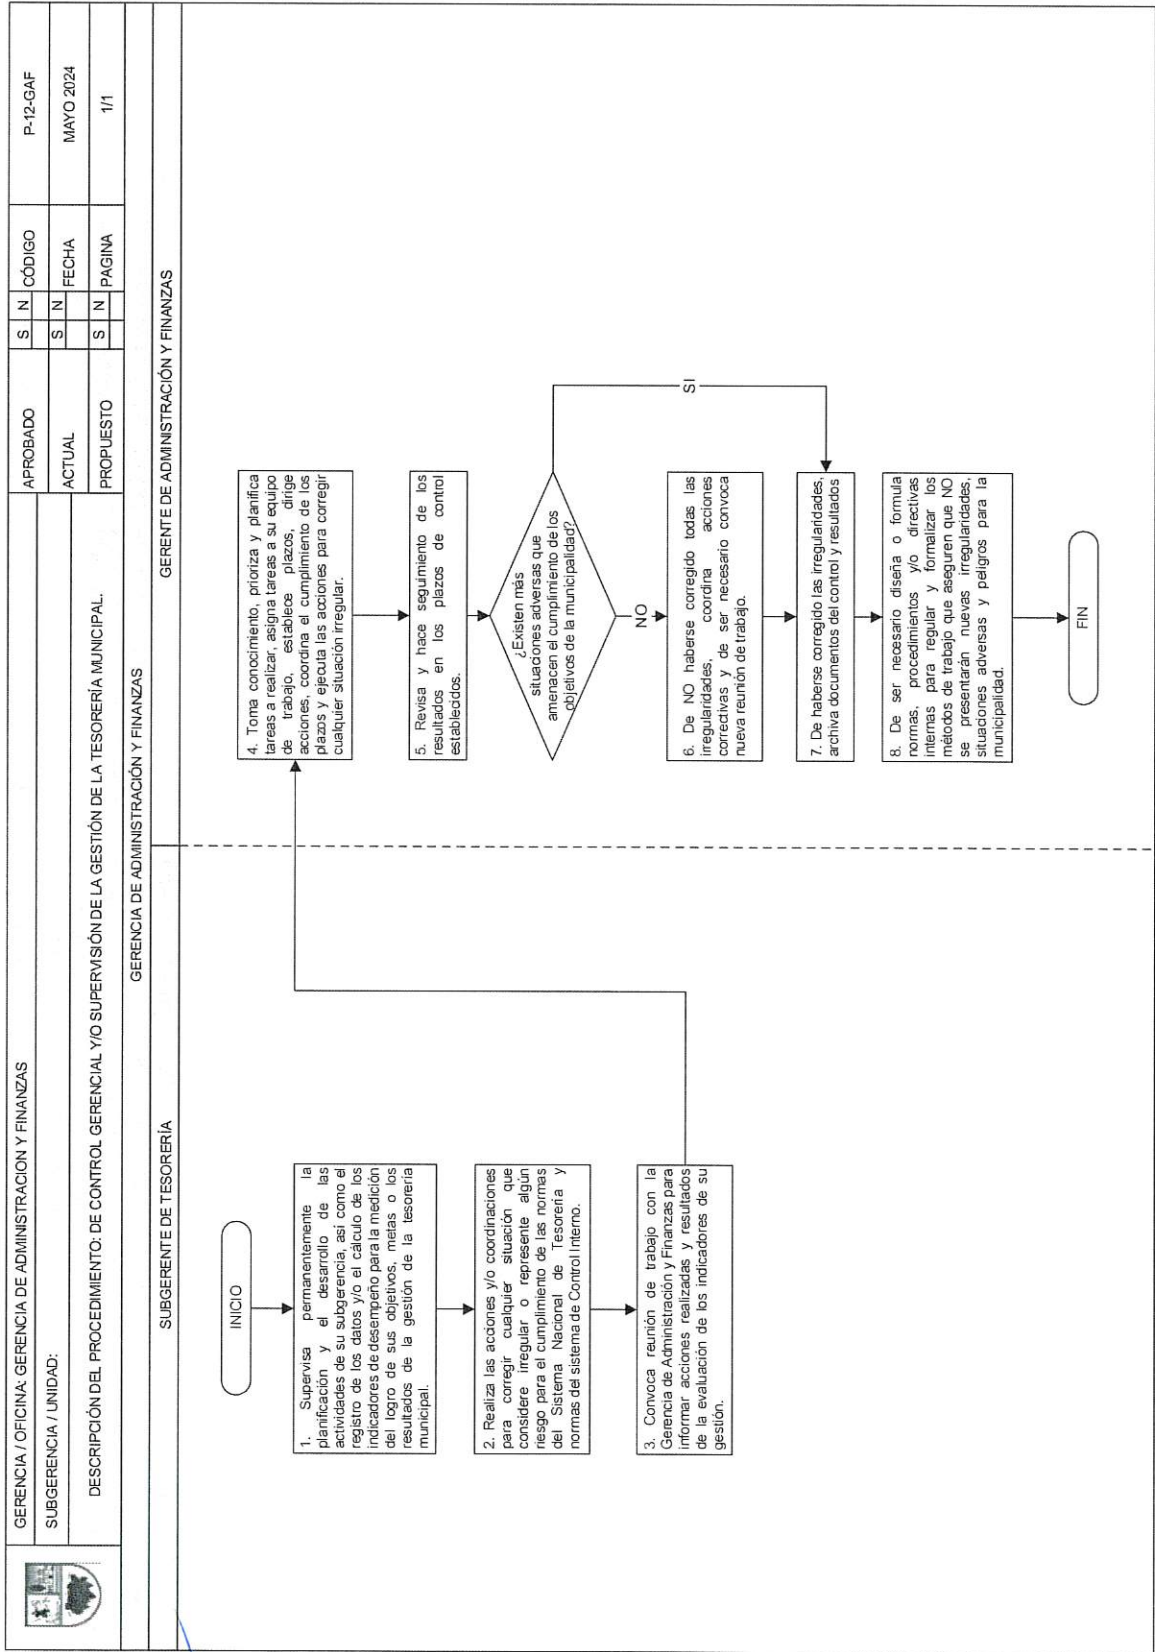 GERENCIA / OFICINA: GERENCIA DE ADMINISTRACION Y FINANZAS
APROBADO
S N
CÓDIGO
P-12-GAF
SUBGERENCIA / UNIDAD:
ACTUAL
S N
FECHA
MAYO 2024
DESCRIPCIÓN DEL PROCEDIMIENTO: DE CONTROL GERENCIAL Y/O SUPERVISIÓN DE LA GESTIÓN DE LA TESORERÍA MUNICIPAL.
PROPUESTO
S N
PAGINA
1/1
GERENCIA DE ADMINISTRACIÓN Y FINANZAS
SUBGERENTE DE TESORERÍA
GERENTE DE ADMINISTRACIÓN Y FINANZAS
INICIO
1. Supervisa permanentemente la
planificación y el desarrollo de las
actividades de su subgerencia, así como el
registro de los datos y/o el cálculo de los
indicadores de desempeño para la medición
del logro de sus objetivos, metas o los
resultados de la gestión de la tesorería
municipal.
2. Realiza las acciones y/o coordinaciones
para corregir cualquier situación que
considere irregular o represente algún
riesgo para el cumplimiento de las normas
del Sistema Nacional de Tesorería y
normas del sistema de Control Interno.
3. Convoca reunión de trabajo con la
Gerencia de Administración y Finanzas para
informar acciones realizadas y resultados
de la evaluación de los indicadores de su
gestión.
4. Toma conocimiento, prioriza y planifica
tareas a realizar, asigna tareas a su equipo
de trabajo, establece plazos, dirige
acciones, coordina el cumplimiento de los
plazos y ejecuta las acciones para corregir
cualquier situación irregular.
5. Revisa y hace seguimiento de los
resultados en los plazos de control
establecidos.
¿Existen más
situaciones adversas que
amenacen el cumplimiento de los
objetivos de la municipalidad?
SI
NO
6. De NO haberse corregido todas las
irregularidades, coordina acciones
correctivas y de ser necesario convoca
nueva reunión de trabajo.
7. De haberse corregido las irregularidades,
archiva documentos del control y resultados
8. De ser necesario diseña o formula
normas, procedimientos y/o directivas
internas para regular y formalizar los
métodos de trabajo que aseguren que NO
se presentarán nuevas irregularidades,
situaciones adversas y peligros para la
municipalidad.
FIN